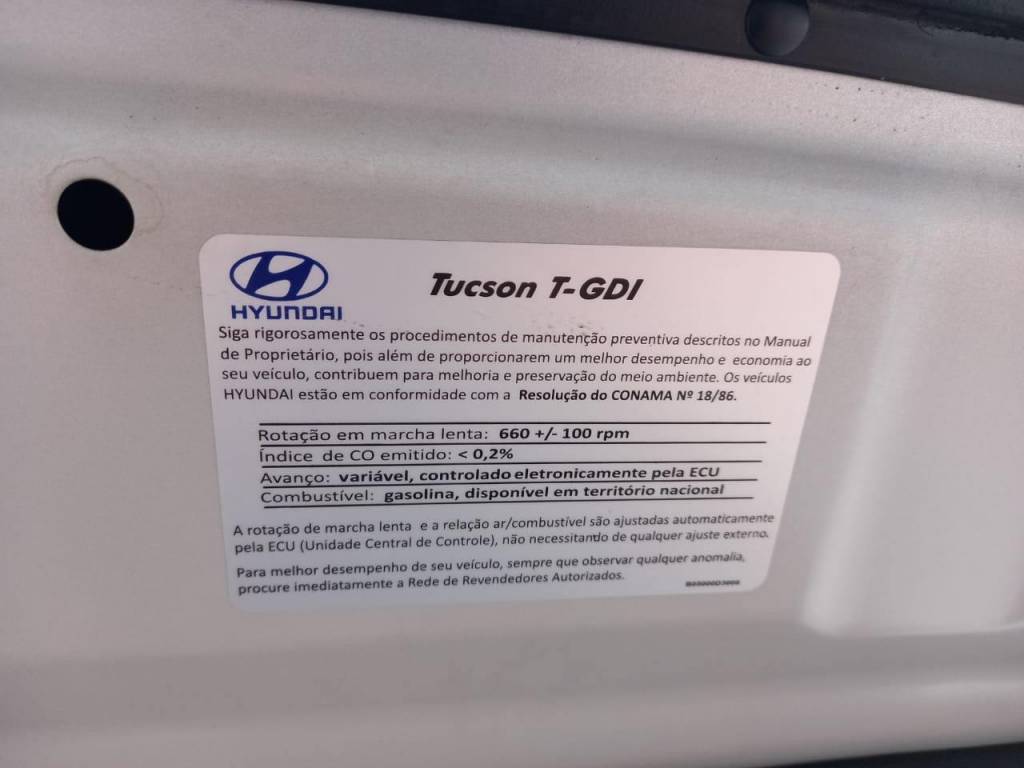 HYUNDAI
Tucson T-GDI
Siga rigorosamente os procedimentos de manutenção preventiva descritos no Manual
de Proprietário, pois além de proporcionarem um melhor desempenho e economia ao
seu veículo, contribuem para melhoria e preservação do meio ambiente. Os veículos
HYUNDAI estão em conformidade com a Resolução do CONAMA Nº 18/86.
Rotação em marcha lenta: 660 +/- 100 rpm
Índice de CO emitido: < 0,2%
Avanço: variável, controlado eletronicamente pela ECU
Combustível: gasolina, disponível em território nacional
A rotação de marcha lenta e a relação ar/combustível são ajustadas automaticamente
pela ECU (Unidade Central de Controle), não necessitando de qualquer ajuste externo.
Para melhor desempenho de seu veículo, sempre que observar qualquer anomalia,
procure imediatamente a Rede de Revendedores Autorizados.